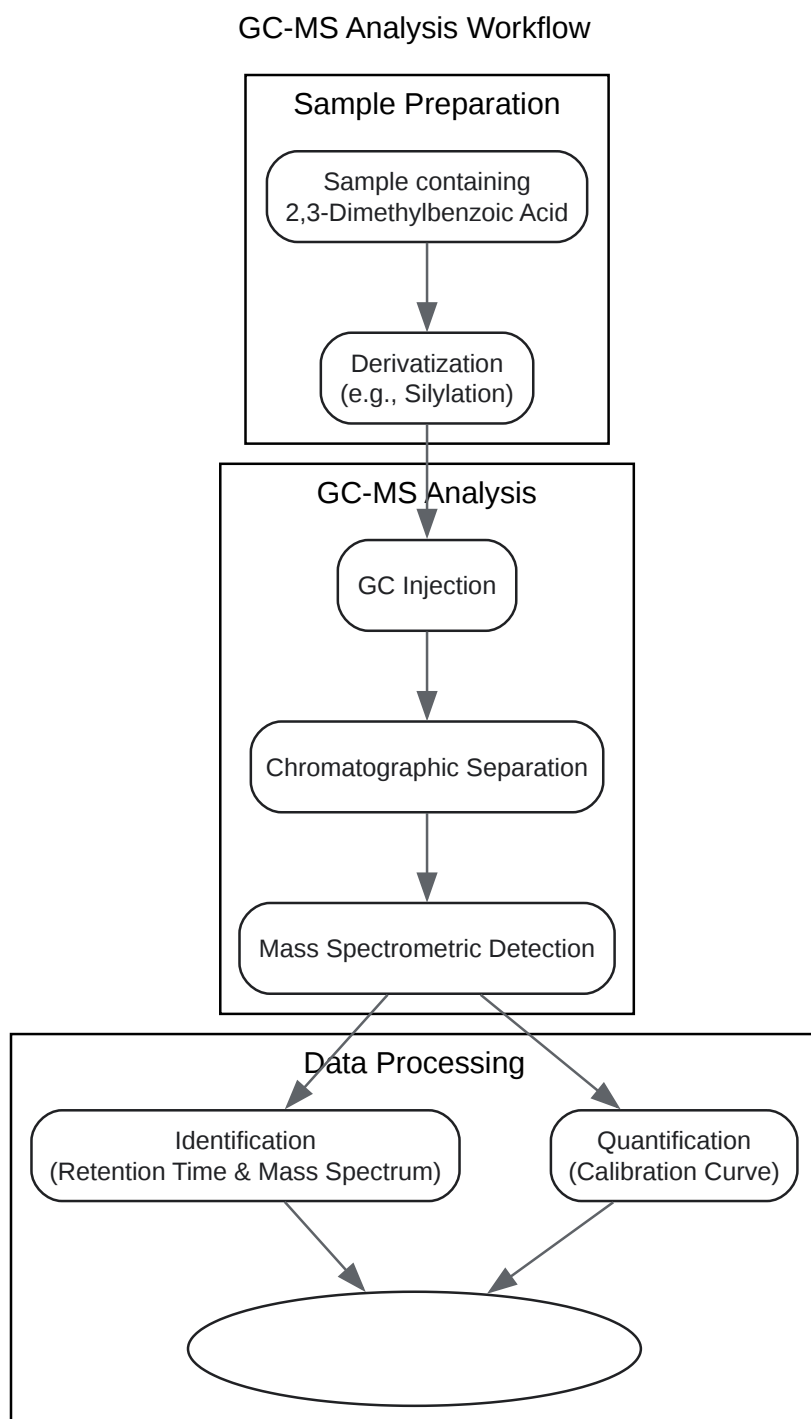 GC-MS Analysis Workflow
Sample Preparation
Sample containing
2,3-Dimethylbenzoic Acid
Derivatization
(e.g., Silylation)
GC-MS Analysis
GC Injection
Chromatographic Separation
Mass Spectrometric Detection
Data Processing
Identification
(Retention Time & Mass Spectrum)
Quantification
(Calibration Curve)